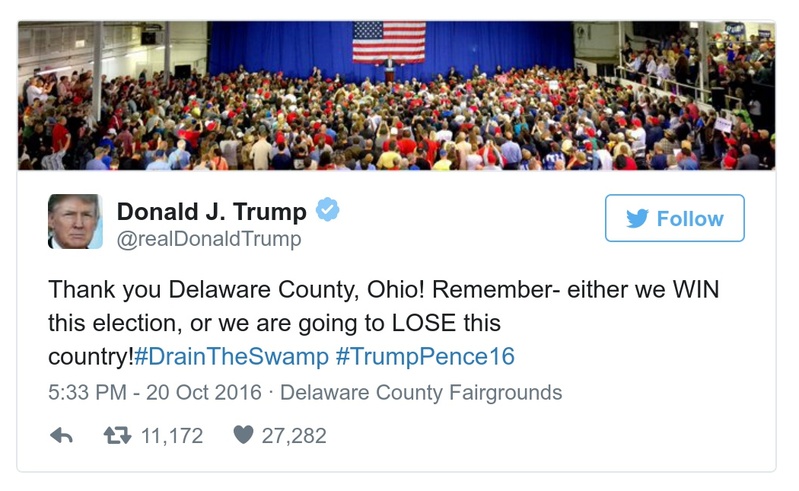 Donald J. Trump
@realDonaldTrump
Follow
Thank you Delaware County, Ohio! Remember- either we WIN
this election, or we are going to LOSE this
country!#DrainTheSwamp #TrumpPence16
5:33 PM - 20 Oct 2016 · Delaware County Fairgrounds
11,172 27,282